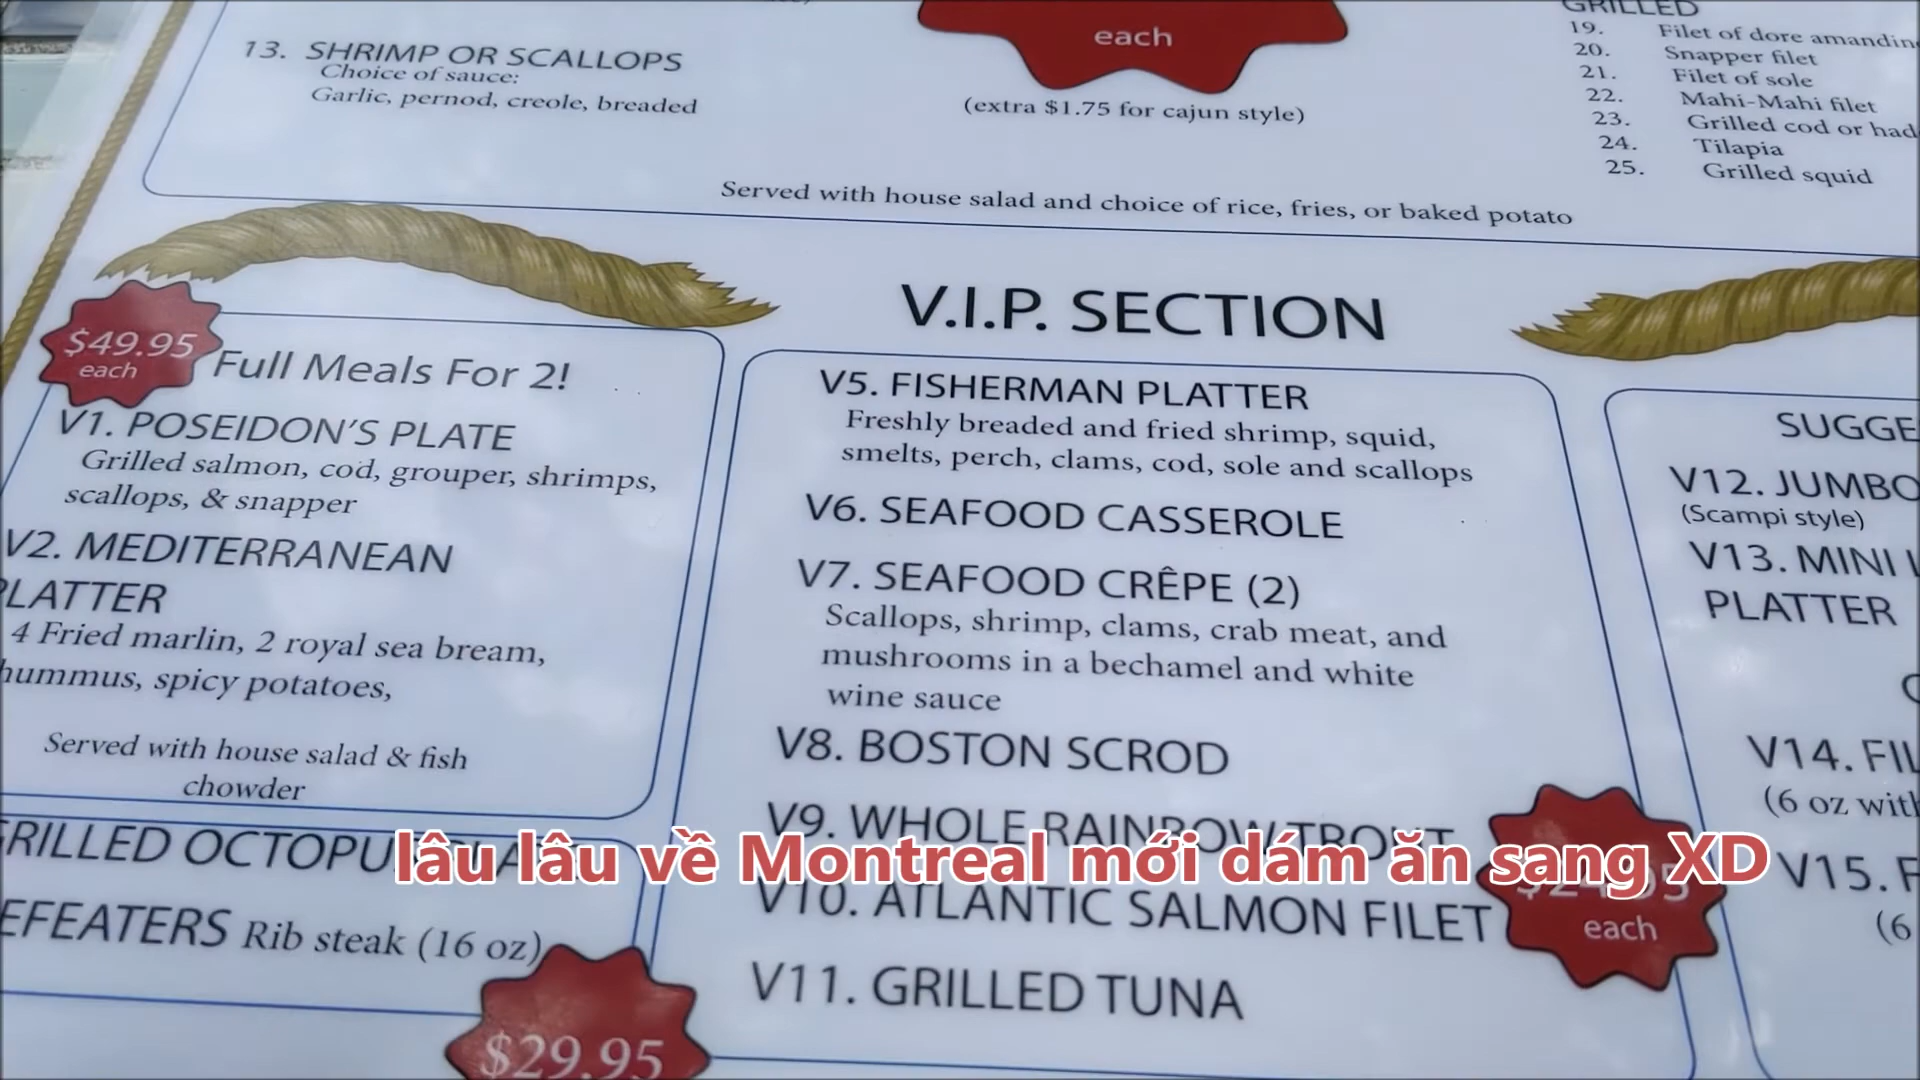 each
(extra $1.75 for cajun style)
13. SHRIMP OR SCALLOPS
Choice of sauce:
Garlic, pernod, creole, breaded
GRILLED
19. Filet of dore amandin
20. Snapper filet
21. Filet of sole
22. Mahi-Mahi filet
23. Grilled cod or had
24. Tilapia
25. Grilled squid
Served with house salad and choice of rice, fries, or baked potato
V.I.P. SECTION
$49.95
each
Full Meals For 2!
V1. POSEIDON'S PLATE
Grilled salmon, cod, grouper, shrimps,
scallops, & snapper
V2. MEDITERRANEAN
PLATTER
4 Fried marlin, 2 royal sea bream,
hummus, spicy potatoes,
Served with house salad & fish
chowder
GRILLED OCTOPU
EFEATERS Rib steak (16 oz)
$29.95
V5. FISHERMAN PLATTER
Freshly breaded and fried shrimp, squid,
smelts, perch, clams, cod, sole and scallops
V6. SEAFOOD CASSEROLE
V7. SEAFOOD CRÊPE (2)
Scallops, shrimp, clams, crab meat, and
mushrooms in a bechamel and white
wine sauce
V8. BOSTON SCROD
V9. WHOLE RAINBOW TROUT
V10. ATLANTIC SALMON FILET
V11. GRILLED TUNA
each
SUGGE
V12. JUMBO
(Scampi style)
V13. MINI
PLATTER
V14. FIL
(6 oz with
V15. F
(6
lâu lâu về Montreal mới dám ăn sang XD